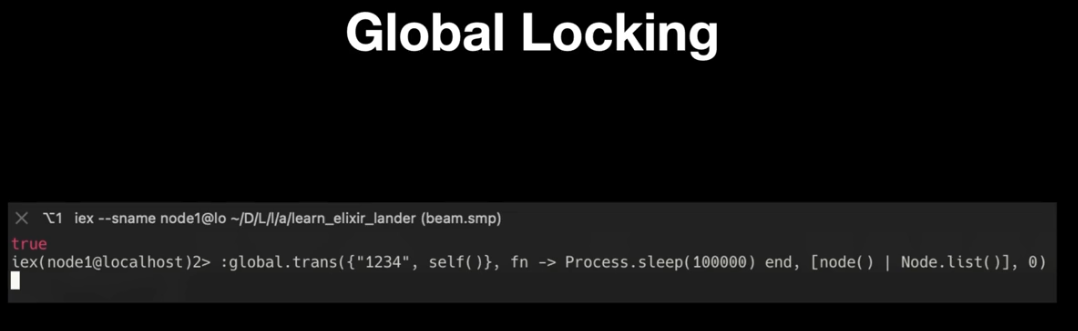 Global Locking
⌥1 iex --sname node1@lo ~/D/L/l/a/learn_elixir_lander (beam.smp)
true
iex(node1@localhost)2> :global.trans({"1234", self()}, fn -> Process.sleep(100000) end, [node() | Node.list()], 0)